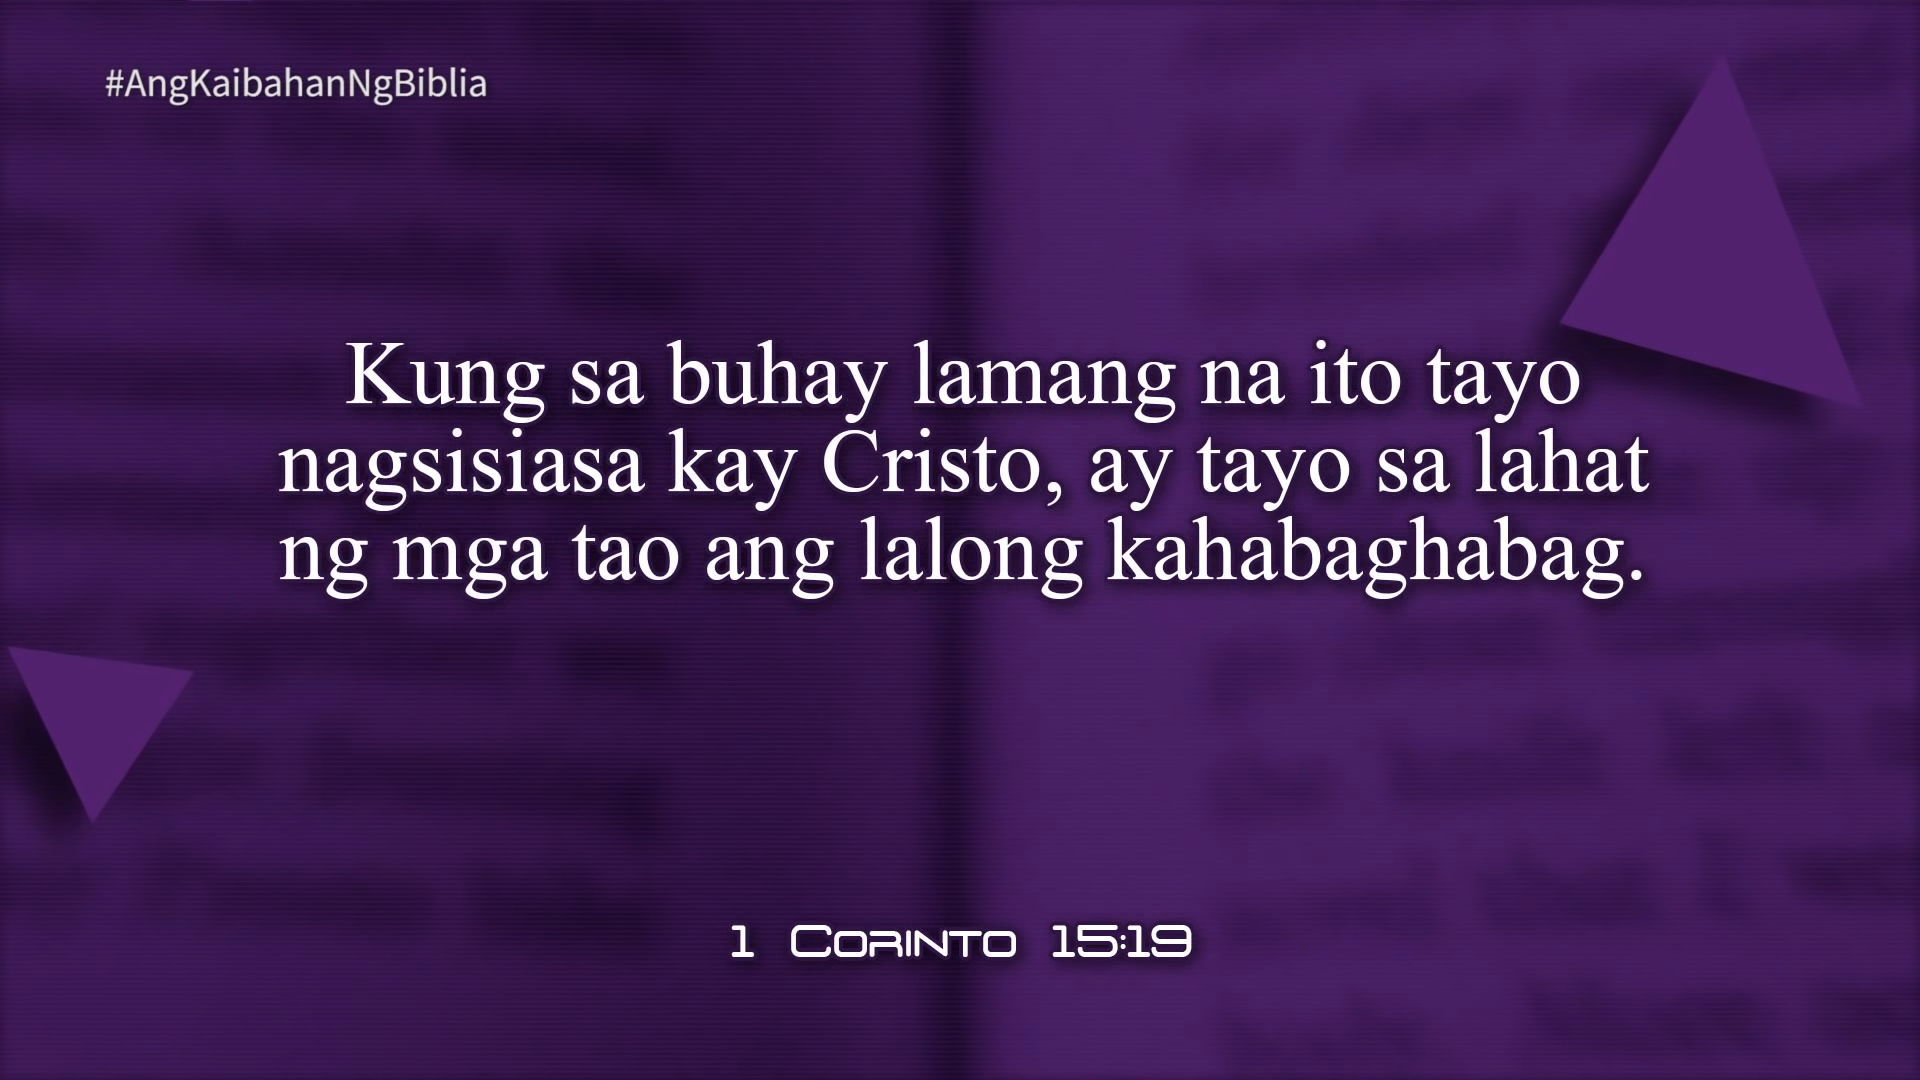 #AngKaibahanNgBiblia
Kung sa buhay lamang na ito tayo
nagsisiasa kay Cristo, ay tayo sa lahat
ng mga tao ang lalong kahabaghabag.
1 Corinto 15:19